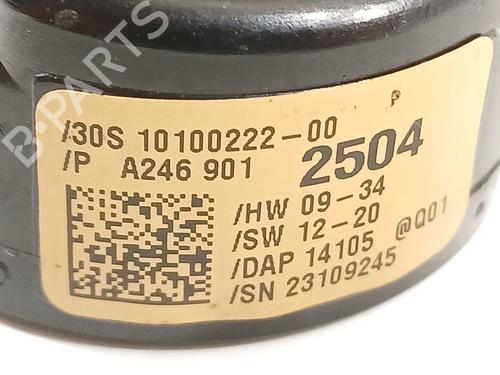 P
/30S 10100222-00
/P A246 901 2504
/HW 09-34
/SW 12-20
/DAP 14105 @Q01
/SN 23109245
B-PARTS